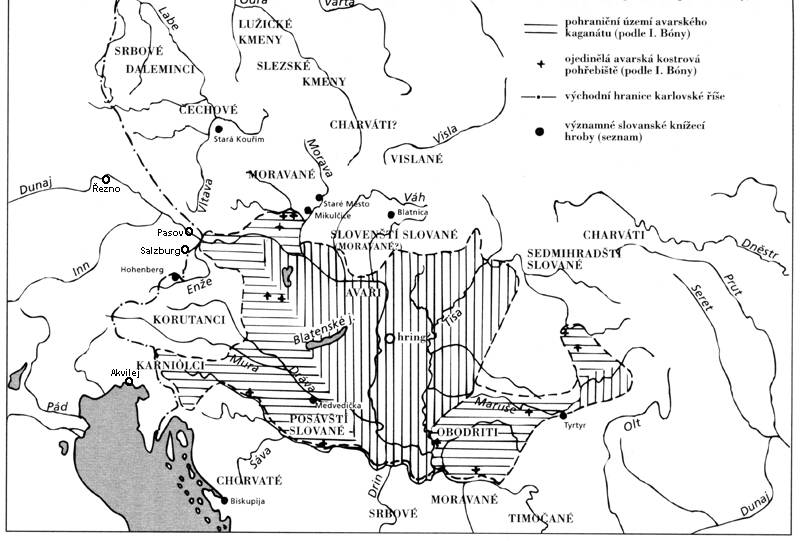 Odra
Varta
Labe
LUŽICKÉ
KMENY
SRBOVÉ
DALEMINCI
SLEZSKÉ
KMENY
ČECHOVÉ
Stará Kouřim
CHARVÁTI?
Visla
VISLANÉ
pohraniční území avarského
kaganátu (podle I. Bóny)
ojedinělá avarská kostrová
pohřebiště (podle I. Bóny)
východní hranice karlovské říše
významné slovanské knížecí
hroby (seznam)
Dunaj
Řezno
Vltava
MORAVANÉ
Morava
Staré Město
Mikulčice
Váh
Blatnica
SLOVENŠTÍ SLOVANÉ
(MORAVANÉ?)
Pasov
Salzburg
Inn
Hohenberg
Enže
CHARVÁTI
SEDMIHRADŠTÍ
SLOVANÉ
Dněstr
Prut
Seret
AVAŘI
Tisa
hring
Blatenské j.
KORUTANCI
KARNIOLCI
Mura
Dráva
Akvilej
Pád
Medvedička
POSÁVŠTÍ
SLOVANÉ
Maruše
Tyrtyr
Olt
OBODRITI
Sáva
CHORVATÉ
Biskupija
Drin
SRBOVÉ
MORAVANÉ
TIMOČANÉ
Dunaj